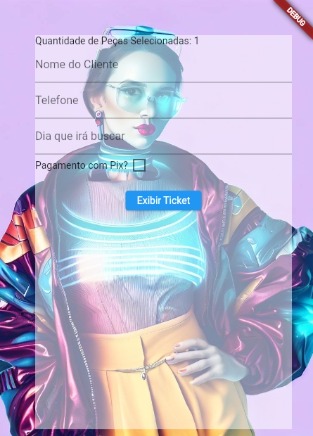 DEBUG
Quantidade de Peças Selecionadas: 1
Nome do Cliente
Telefone
Dia que irá buscar
Pagamento com Pix?
Exibir Ticket